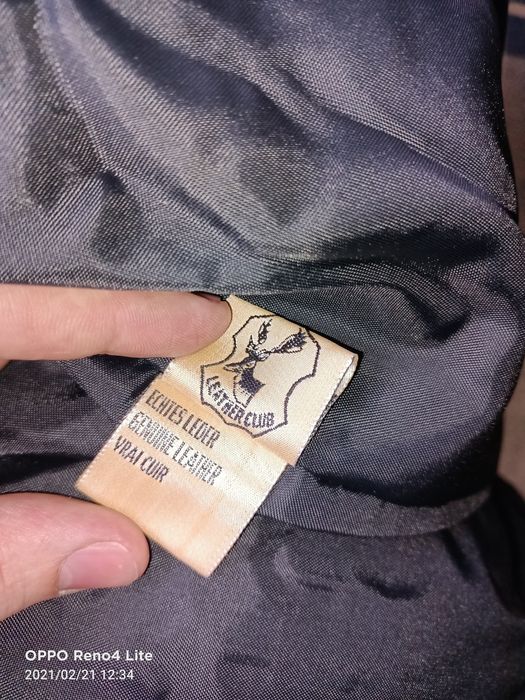 LEATHER CLUB
ECHTES LEDER
GENUINE LEATHER
VRAI CUIR
OPPO Reno4 Lite
2021/02/21 12:34